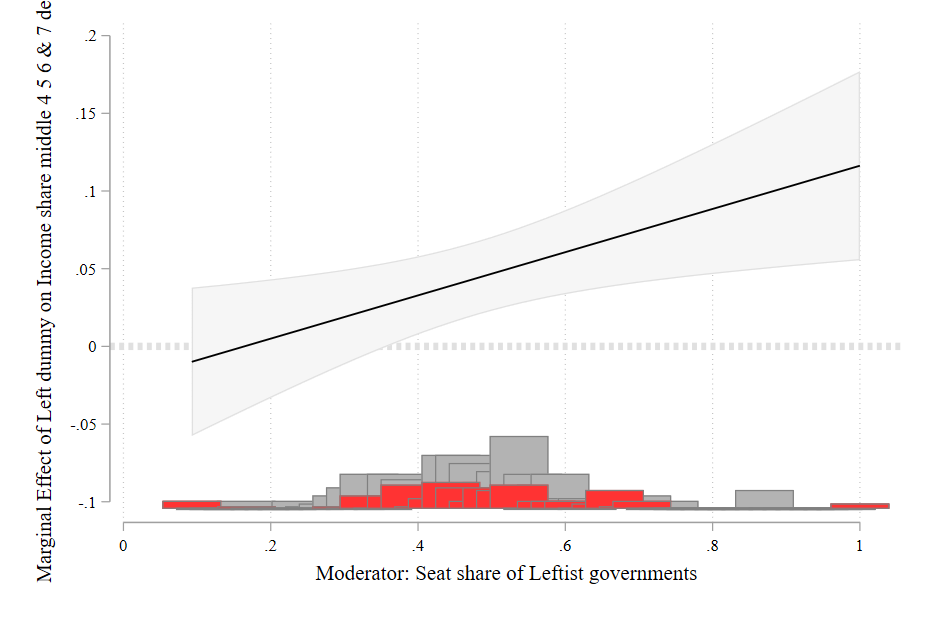 Marginal Effect of Left dummy on Income share middle 4 5 6 & 7 de
.2
.15
.1
.05
0
-.05
-.1
0 .2 .4 .6 .8 1
Moderator: Seat share of Leftist governments